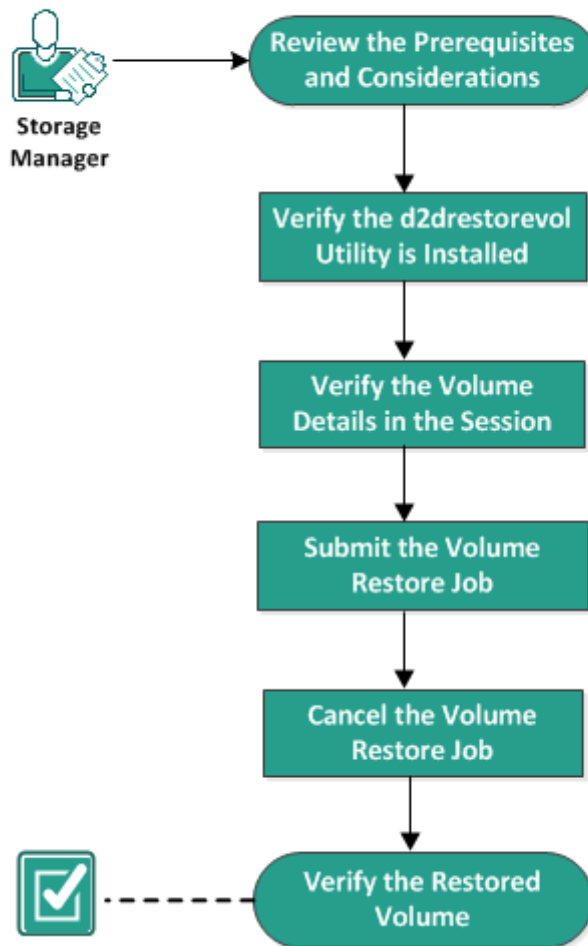 Review the Prerequisites
and Considerations
Storage
Manager
Verify the d2drestorevol
Utility is Installed
Verify the Volume
Details in the Session
Submit the Volume
Restore Job
Cancel the Volume
Restore Job
Verify the Restored
Volume